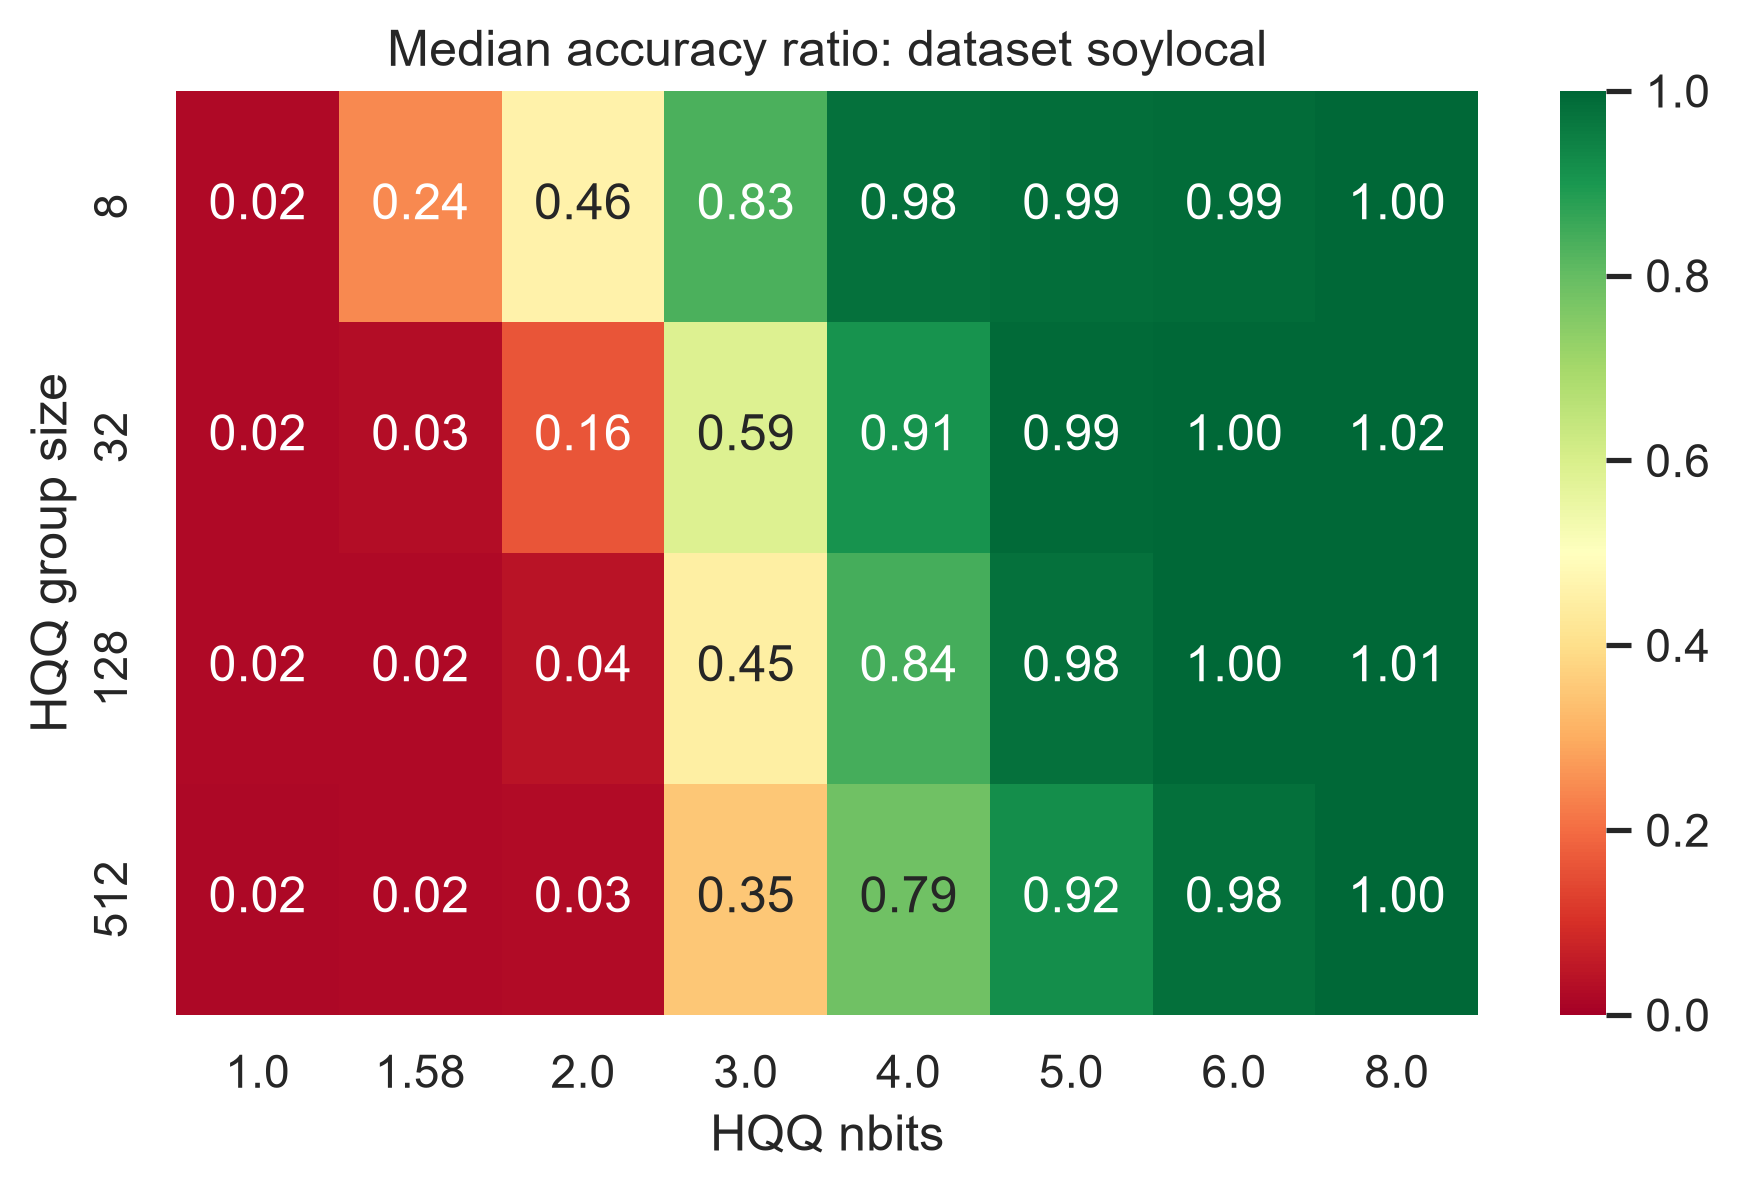 Median accuracy ratio: dataset soylocal
HQQ group size
8
0.02 0.24 0.46 0.83 0.98 0.99 0.99 1.00
32
0.02 0.03 0.16 0.59 0.91 0.99 1.00 1.02
128
0.02 0.02 0.04 0.45 0.84 0.98 1.00 1.01
512
0.02 0.02 0.03 0.35 0.79 0.92 0.98 1.00
1.0 1.58 2.0 3.0 4.0 5.0 6.0 8.0
HQQ nbits
1.0
0.8
0.6
0.4
0.2
0.0